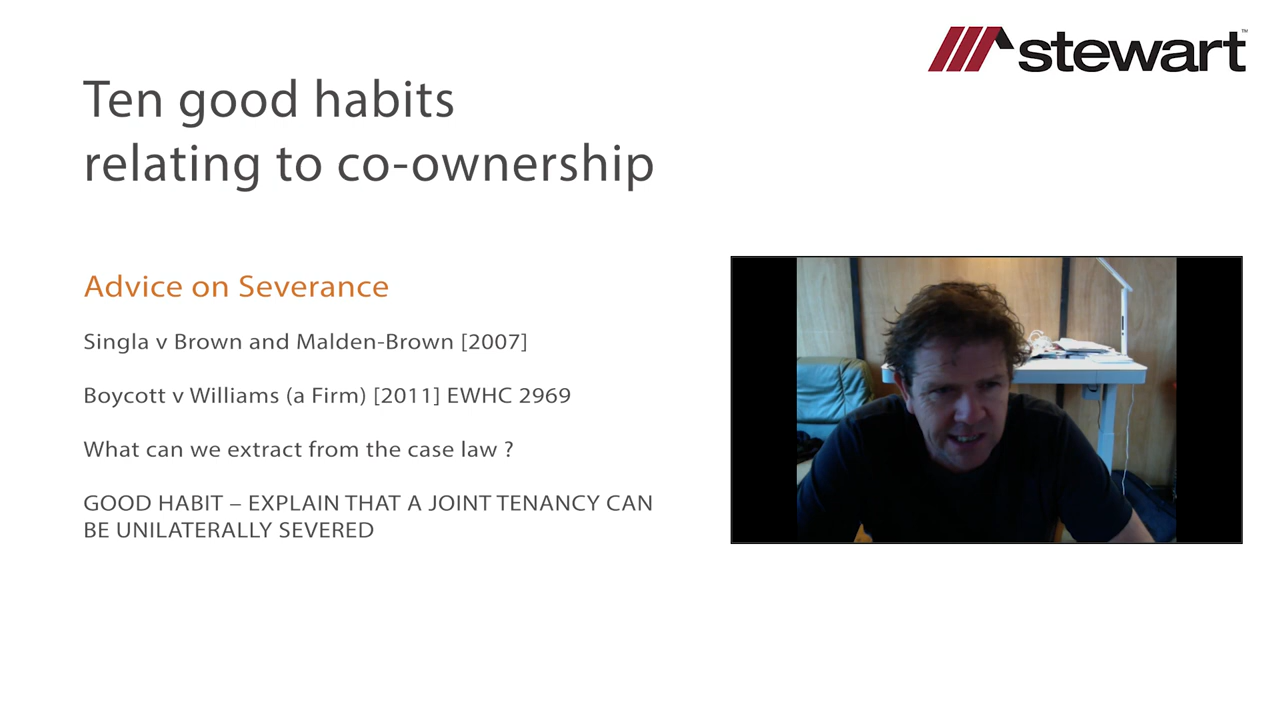 stewart™
Ten good habits
relating to co-ownership
Advice on Severance
Singla v Brown and Malden-Brown [2007]
Boycott v Williams (a Firm) [2011] EWHC 2969
What can we extract from the case law ?
GOOD HABIT – EXPLAIN THAT A JOINT TENANCY CAN
BE UNILATERALLY SEVERED